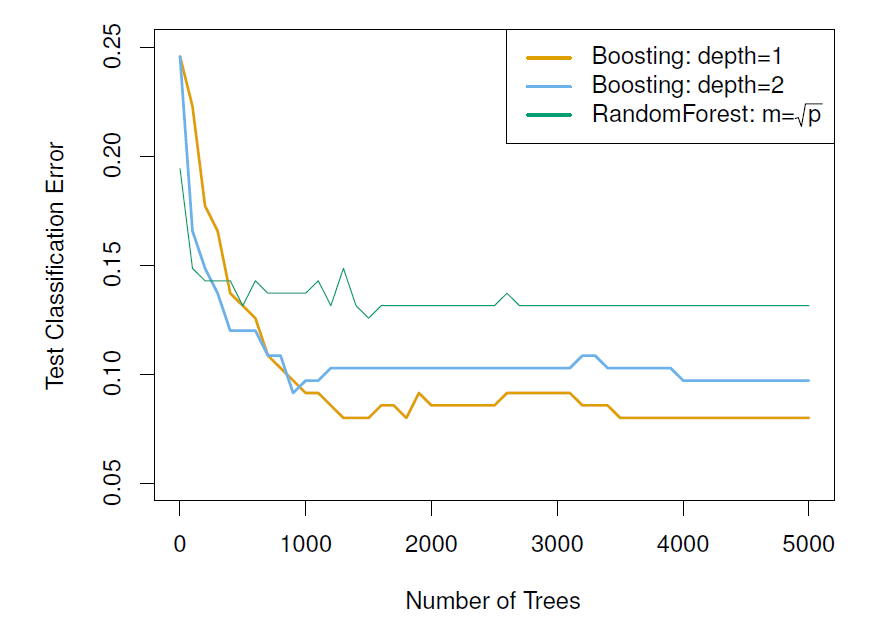 Boosting: depth=1
Boosting: depth=2
RandomForest: m=√p
Test Classification Error
0.25
0.20
0.15
0.10
0.05
0 1000 2000 3000 4000 5000
Number of Trees